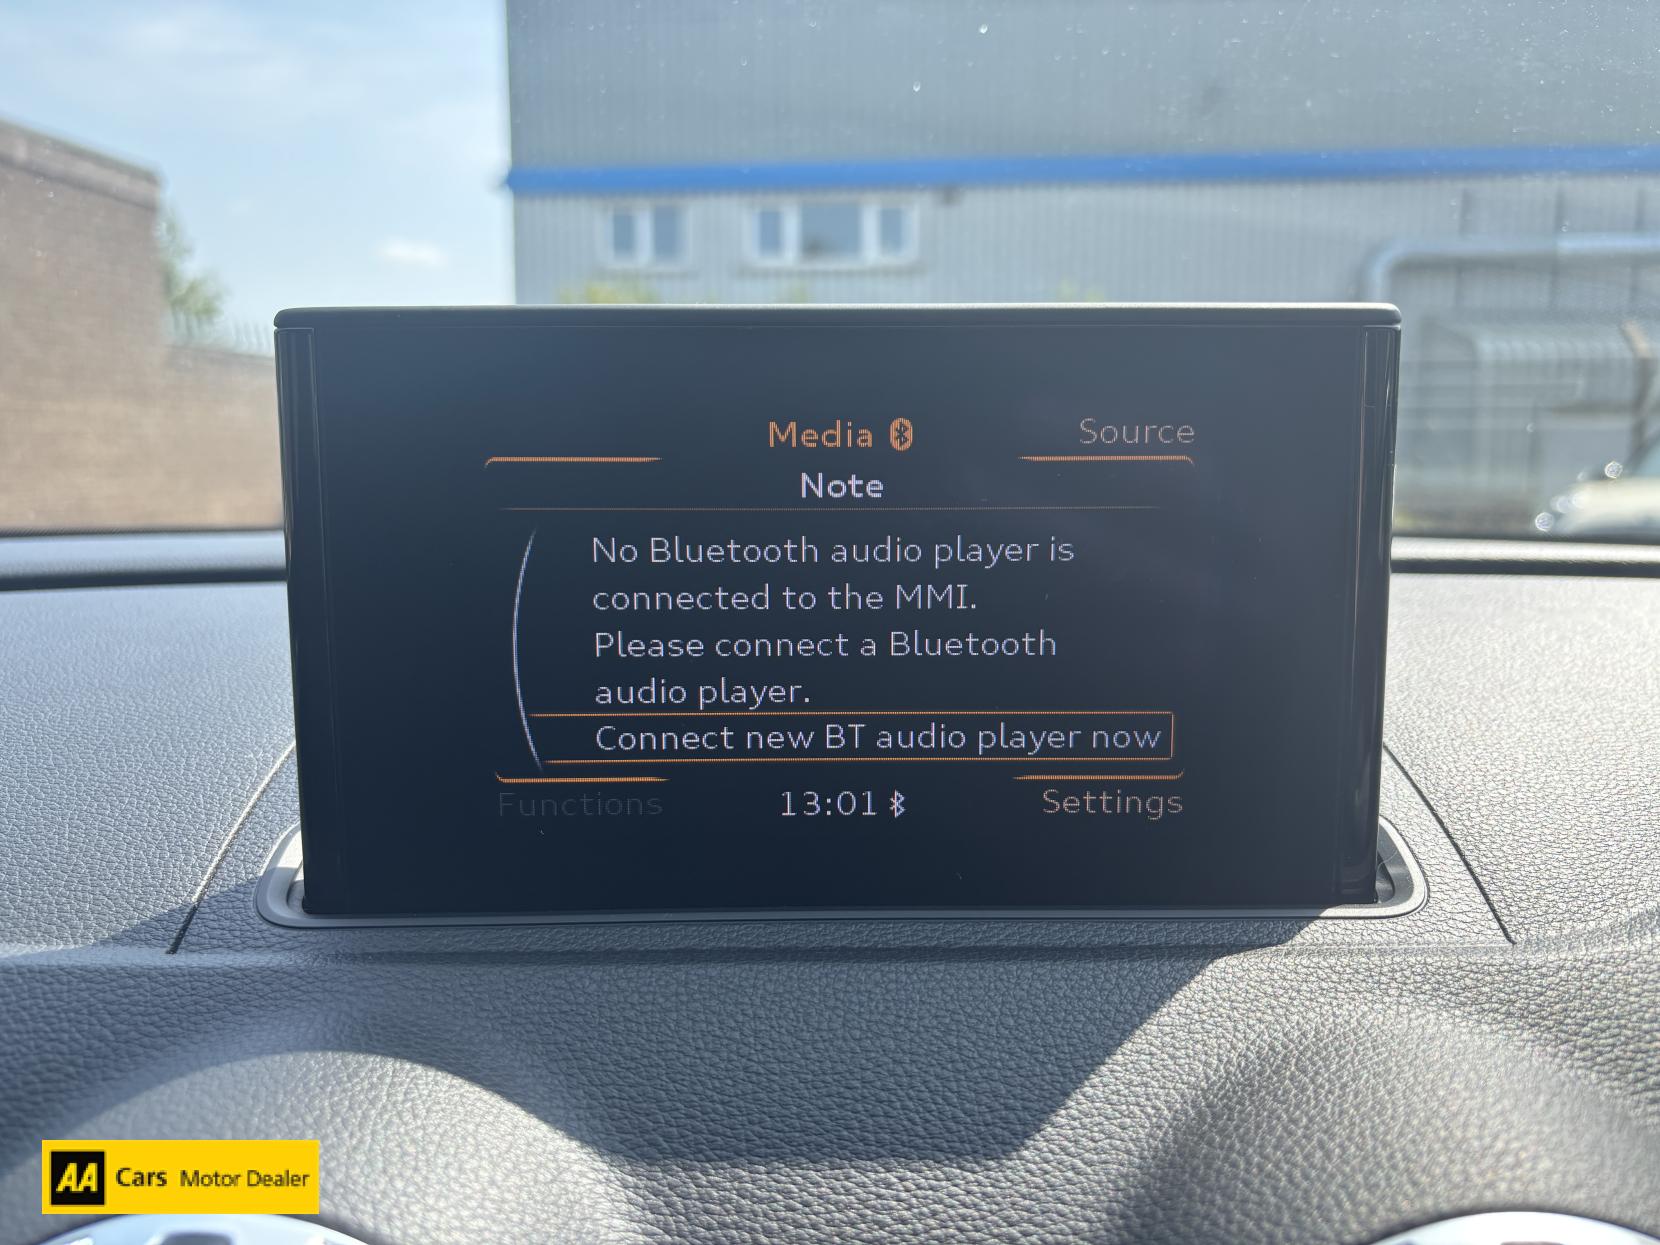 Media
Source
Note
No Bluetooth audio player is
connected to the MMI.
Please connect a Bluetooth
audio player.
Connect new BT audio player now
Functions
13:01
Settings
AA Cars Motor Dealer